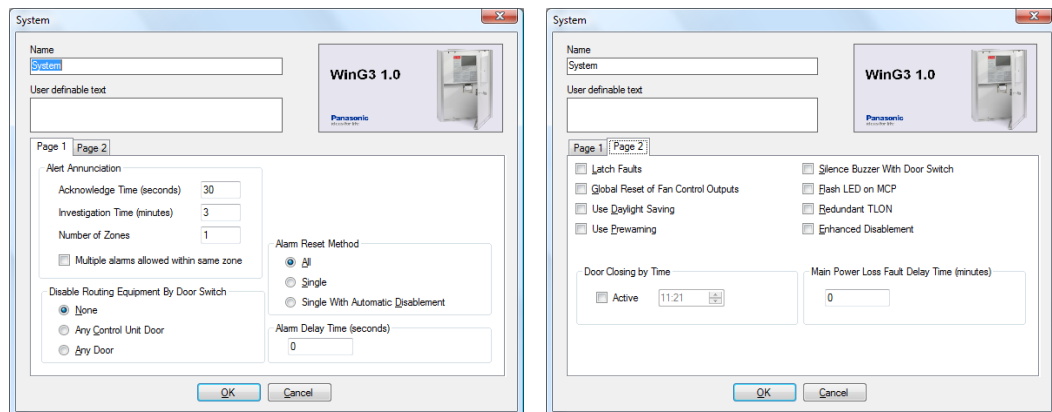 System
Name
System
User definable text
WinG3 1.0
Panasonic
Page 1 Page 2
Alert Annunciation
Acknowledge Time (seconds) 30
Investigation Time (minutes) 3
Number of Zones 1
Multiple alarms allowed within same zone
Disable Routing Equipment By Door Switch
None
Any Control Unit Door
Any Door
Alarm Reset Method
All
Single
Single With Automatic Disablement
Alarm Delay Time (seconds)
0
OK Cancel
System
Name
System
User definable text
WinG3 1.0
Panasonic
Page 1 Page 2
Latch Faults
Global Reset of Fan Control Outputs
Use Daylight Saving
Use Prewarning
Silence Buzzer With Door Switch
Flash LED on MCP
Redundant TLON
Enhanced Disablement
Door Closing by Time
Active 11:21
Main Power Loss Fault Delay Time (minutes)
0
OK Cancel